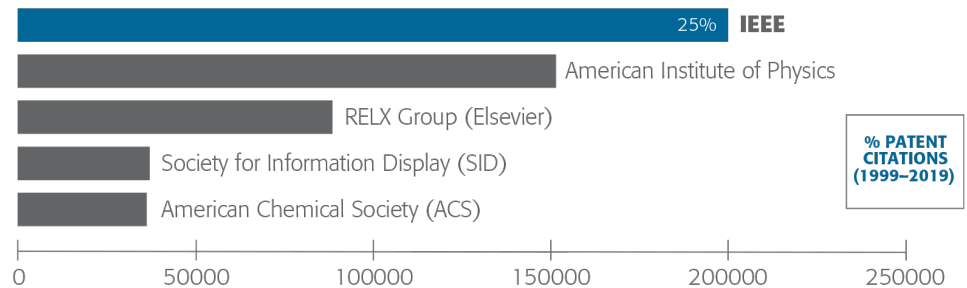 25% IEEE
American Institute of Physics
RELX Group (Elsevier)
% PATENT
CITATIONS
(1999–2019)
Society for Information Display (SID)
American Chemical Society (ACS)
0 50000 100000 150000 200000 250000